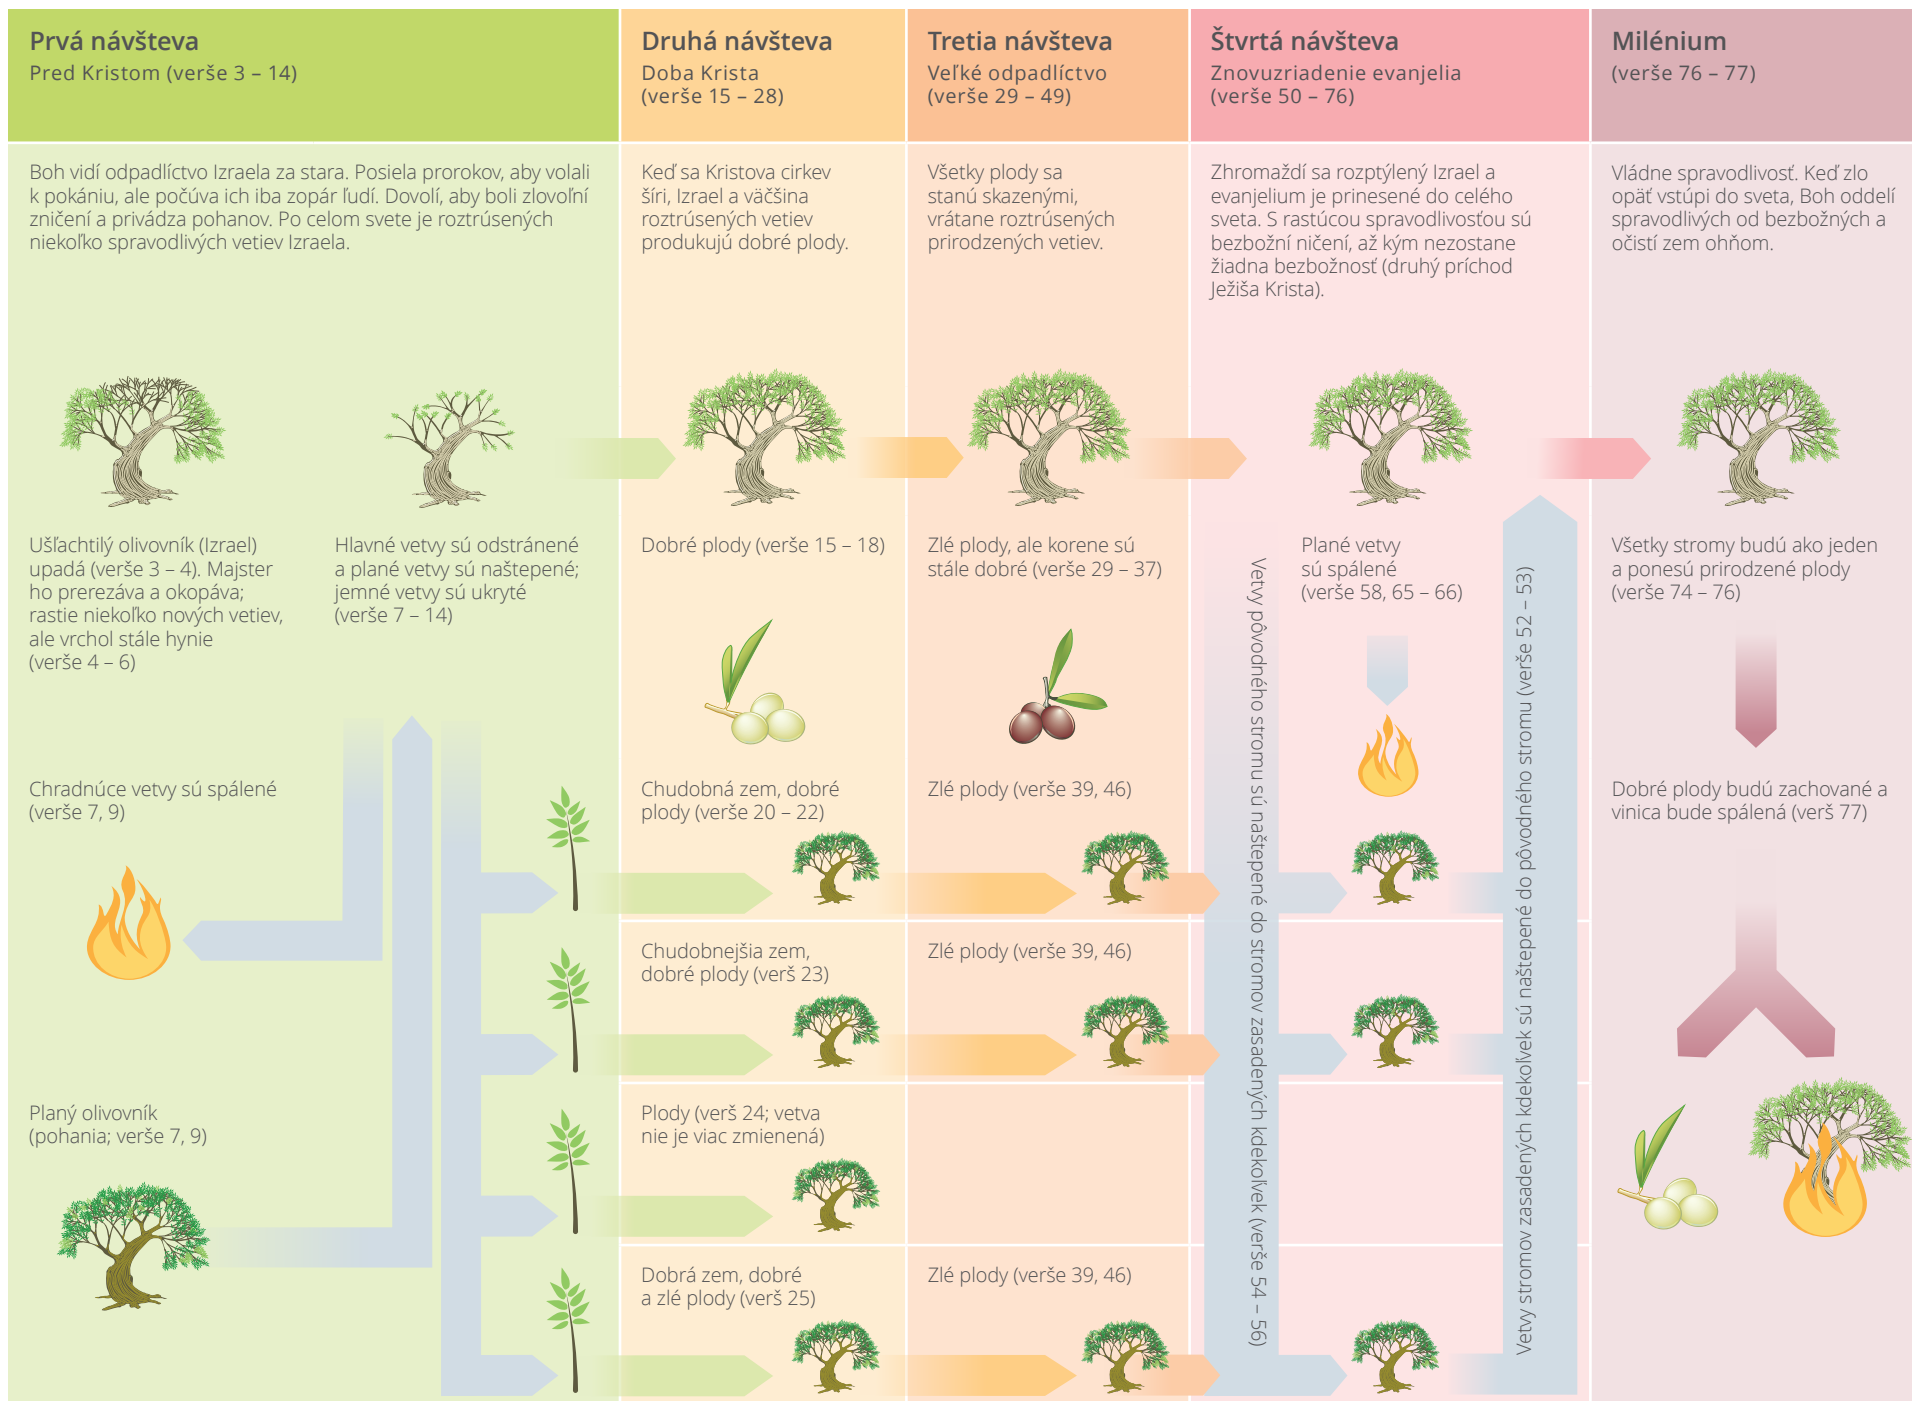 Prvá návšteva
Pred Kristom (verše 3 – 14)
Boh vidí odpadlíctvo Izraela za stara. Posiela prorokov, aby volali
k pokániu, ale počúva ich iba zopár ľudí. Dovolí, aby boli zlovoľní
zničení a privádza pohanov. Po celom svete je roztrúsených
niekoľko spravodlivých vetiev Izraela.
Ušľachtilý olivovník (Izrael)
upadá (verše 3 – 4). Majster
ho prerezáva a okopáva;
rastie niekoľko nových vetiev,
ale vrchol stále hynie
(verše 4 – 6)
Hlavné vetvy sú odstránené
a plané vetvy sú naštepené;
jemné vetvy sú ukryté
(verše 7 – 14)
Chradnúce vetvy sú spálené
(verše 7, 9)
Planý olivovník
(pohania; verše 7, 9)
Druhá návšteva
Doba Krista
(verše 15 – 28)
Keď sa Kristova cirkev
šíri, Izrael a väčšina
roztrúsených vetiev
produkujú dobré plody.
Dobré plody (verše 15 – 18)
Chudobná zem, dobré
plody (verše 20 – 22)
Chudobnejšia zem,
dobré plody (verš 23)
Plody (verš 24; vetva
nie je viac zmienená)
Dobrá zem, dobré
a zlé plody (verš 25)
Tretia návšteva
Veľké odpadlíctvo
(verše 29 – 49)
Všetky plody sa
stanú skazenými,
vrátane roztrúsených
prirodzených vetiev.
Zlé plody, ale korene sú
stále dobré (verše 29 – 37)
Zlé plody (verše 39, 46)
Zlé plody (verše 39, 46)
Zlé plody (verše 39, 46)
Štvrtá návšteva
Znovuzriadenie evanjelia
(verše 50 – 76)
Zhromaždí sa rozptýlený Izrael a
evanjelium je prinesené do celého
sveta. S rastúcou spravodlivosťou sú
bezbožní ničení, až kým nezostane
žiadna bezbožnosť (druhý príchod
Ježiša Krista).
Vetvy pôvodného stromu sú naštepené do stromov zasadených kdekoľvek (verše 54 – 56)
Plané vetvy
sú spálené
(verše 58, 65 – 66)
Vetvy stromov zasadených kdekoľvek sú naštepené do pôvodného stromu (verše 52 – 53)
Milénium
(verše 76 – 77)
Vládne spravodlivosť. Keď zlo
opäť vstúpi do sveta, Boh oddelí
spravodlivých od bezbožných a
očistí zem ohňom.
Všetky stromy budú ako jeden
a ponesú prirodzené plody
(verše 74 – 76)
Dobré plody budú zachované a
vinica bude spálená (verš 77)